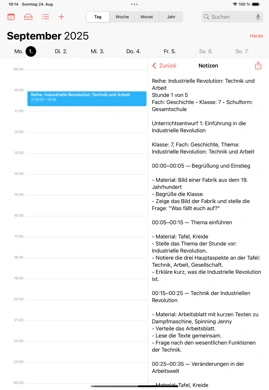 19:14 Sonntag 24. Aug.
Tag Woche Monat Jahr
Suchen
September 2025
Heute
Mo. 1. Di. 2. Mi. 3. Do. 4. Fr. 5. Sa. 6. So. 7.
Zurück
Notizen
09:00
10:00
Reihe: Industrielle Revolution: Technik und Arbeit
11:00
12:00
13:00
14:00
15:00
16:00
17:00
18:00
19:00
20:00
21:00
22:00
23:00
00:00
Reihe: Industrielle Revolution: Technik und
Arbeit
Stunde 1 von 5
Fach: Geschichte - Klasse: 7 - Schulform:
Gesamtschule
Unterrichtsentwurf 1: Einführung in die
Industrielle Revolution
Klasse: 7, Fach: Geschichte, Thema:
Industrielle Revolution: Technik und Arbeit
00:00–00:05 — Begrüßung und Einstieg
- Material: Bild einer Fabrik aus dem 19.
Jahrhundert
- Begrüße die Klasse.
- Zeige das Bild der Fabrik und stelle die
Frage: "Was fällt euch auf?"
00:05–00:15 — Thema einführen
- Material: Tafel, Kreide
- Stelle das Thema der Stunde vor:
Industrielle Revolution.
- Notiere die drei Hauptaspekte an der Tafel:
Technik, Arbeit, Gesellschaft.
- Erkläre kurz, was die Industrielle Revolution
ist.
00:15–00:25 — Technik der Industriellen
Revolution
- Material: Arbeitsblatt mit kurzen Texten zu
Dampfmaschine, Spinning Jenny
- Verteile das Arbeitsblatt.
- Lese die Texte gemeinsam.
- Frage nach den wesentlichen Funktionen
der Technik.
00:25–00:35 — Veränderungen in der
Arbeitswelt
- Material: Tafel, Kreide